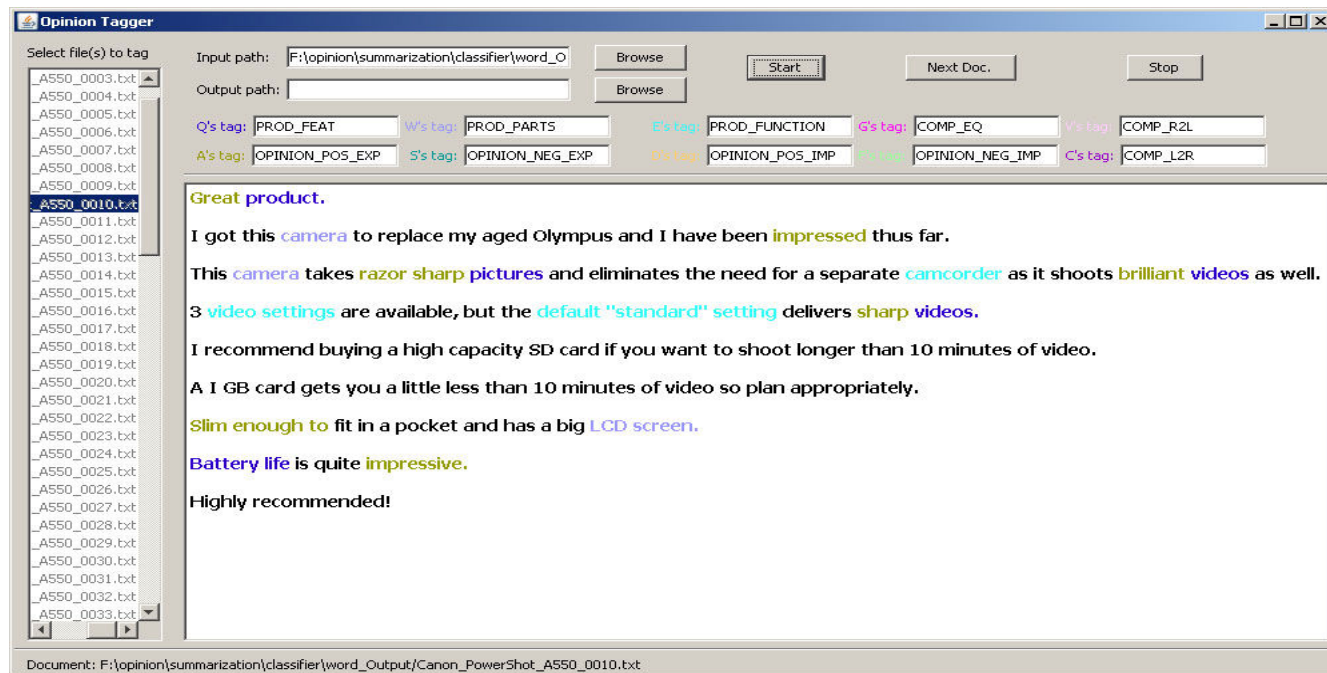 Opinion Tagger
Select file(s) to tag
_A550_0003.txt
_A550_0004.txt
_A550_0005.txt
_A550_0006.txt
_A550_0007.txt
_A550_0008.txt
_A550_0009.txt
_A550_0010.txt
_A550_0011.txt
_A550_0012.txt
_A550_0013.txt
_A550_0014.txt
_A550_0015.txt
_A550_0016.txt
_A550_0017.txt
_A550_0018.txt
_A550_0019.txt
_A550_0020.txt
_A550_0021.txt
_A550_0022.txt
_A550_0023.txt
_A550_0024.txt
_A550_0025.txt
_A550_0026.txt
_A550_0027.txt
_A550_0028.txt
_A550_0029.txt
_A550_0030.txt
_A550_0031.txt
_A550_0032.txt
_A550_0033.txt
Input path: F:\opinion\summarization\classifier\word_O Browse Start Next Doc. Stop
Output path: Browse
Q's tag: PROD_FEAT W's tag: PROD_PARTS E's tag: PROD_FUNCTION G's tag: COMP_EQ V's tag: COMP_R2L
A's tag: OPINION_POS_EXP S's tag: OPINION_NEG_EXP OPINION_POS_IMP OPINION_NEG_IMP C's tag: COMP_L2R
Great product.
I got this camera to replace my aged Olympus and I have been impressed thus far.
This camera takes razor sharp pictures and eliminates the need for a separate camcorder as it shoots brilliant videos as well.
3 video settings are available, but the default "standard" setting delivers sharp videos.
I recommend buying a high capacity SD card if you want to shoot longer than 10 minutes of video.
A I GB card gets you a little less than 10 minutes of video so plan appropriately.
Slim enough to fit in a pocket and has a big LCD screen.
Battery life is quite impressive.
Highly recommended!
Document: F:\opinion\summarization\classifier\word_Output/Canon_PowerShot_A550_0010.txt